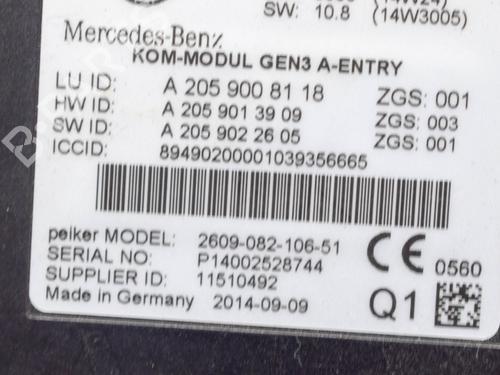 SW: 10.8 (14W3005)
Mercedes-Benz
KOM-MODUL GEN3 A-ENTRY
LU ID: A 205 900 81 18 ZGS: 001
HW ID: A 205 901 39 09 ZGS: 003
SW ID: A 205 902 26 05 ZGS: 001
ICCID: 89490200001039356665
peiker MODEL: 2609-082-106-51
SERIAL NO: P14002528744
SUPPLIER ID: 11510492
Made in Germany 2014-09-09
CE 0560
Q1